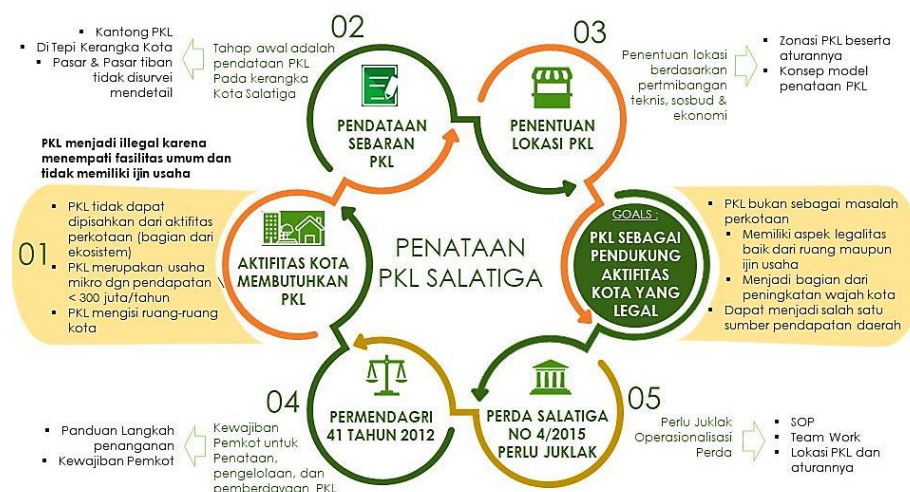 02
Kantong PKL
Di Tepi Kerangka Kota
Pasar & Pasar tiban
tidak disurvei
mendetail
Tahap awal adalah
pendataan PKL
Pada kerangka
Kota Salatiga
PENDATAAN
SEBARAN
PKL
03
PENENTUAN
LOKASI PKL
Penentuan lokasi
berdasarkan
pertmibangan
teknis, sosbud &
ekonomi
Zonasi PKL beserta
aturannya
Konsep model
penataan PKL
PKL menjadi illegal karena
menempati fasilitas umum dan
tidak memiliki ijin usaha
01
PKL tidak dapat
dipisahkan dari aktifitas
perkotaan (bagian dari
ekosistem)
PKL merupakan usaha
mikro dgn pendapatan \
< 300 juta/tahun
PKL mengisi ruang-ruang
kota
AKTIFITAS KOTA
MEMBUTUHKAN
PKL
PENATAAN
PKL SALATIGA
GOALS :
PKL SEBAGAI
PENDUKUNG
AKTIFITAS
KOTA YANG
LEGAL
PKL bukan sebagai masalah
perkotaan
Memiliki aspek legalitas
baik dari ruang maupun
ijin usaha
Menjadi bagian dari
peningkatan wajah kota
Dapat menjadi salah satu
sumber pendapatan daerah
04
Panduan Langkah
penanganan
Kewajiban Pemkot
Kewajiban
Pemkot untuk
Penataan,
pengelolaan, dan
pemberdayaan PKL
PERMENDAGRI
41 TAHUN 2012
PERDA SALATIGA
NO 4/2015
PERLU JUKLAK
05
Perlu Juklak
Operasionalisasi
Perda
SOP
Team Work
Lokasi PKL dan
aturannya